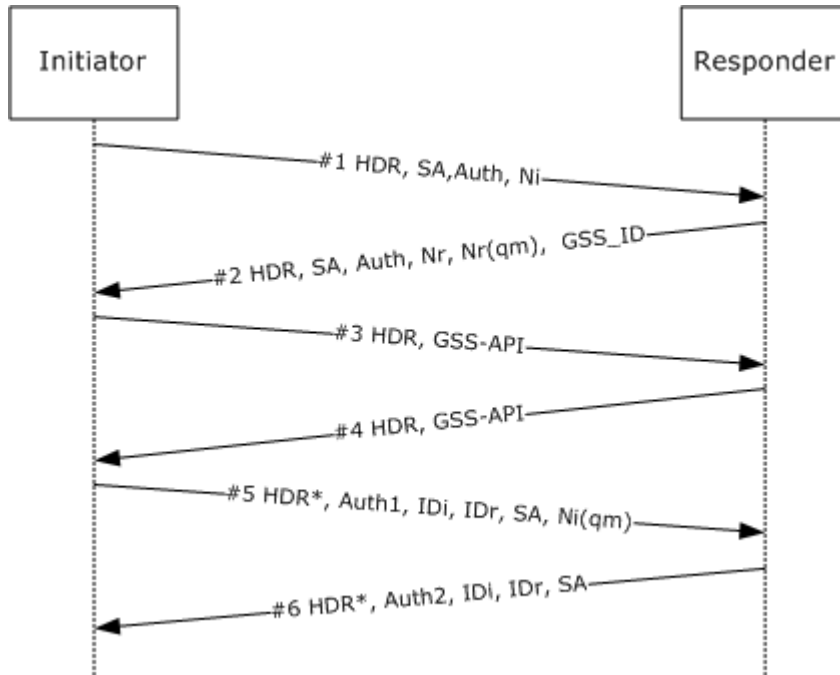 Initiator
Responder
#1 HDR, SA,Auth, Ni
#2 HDR, SA, Auth, Nr, Nr(qm), GSS_ID
#3 HDR, GSS-API
#4 HDR, GSS-API
#5 HDR*, Auth1, IDi, IDr, SA, Ni(qm)
#6 HDR*, Auth2, IDi, IDr, SA